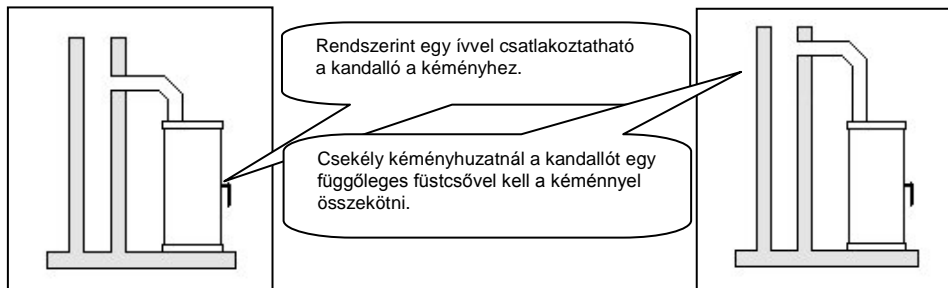 Rendszerint egy ívvel csatlakoztatható
a kandalló a kéményhez.
Csekély kéményhuzatnál a kandallót egy
függőleges füstcsővel kell a kéménnyel
összekötni.